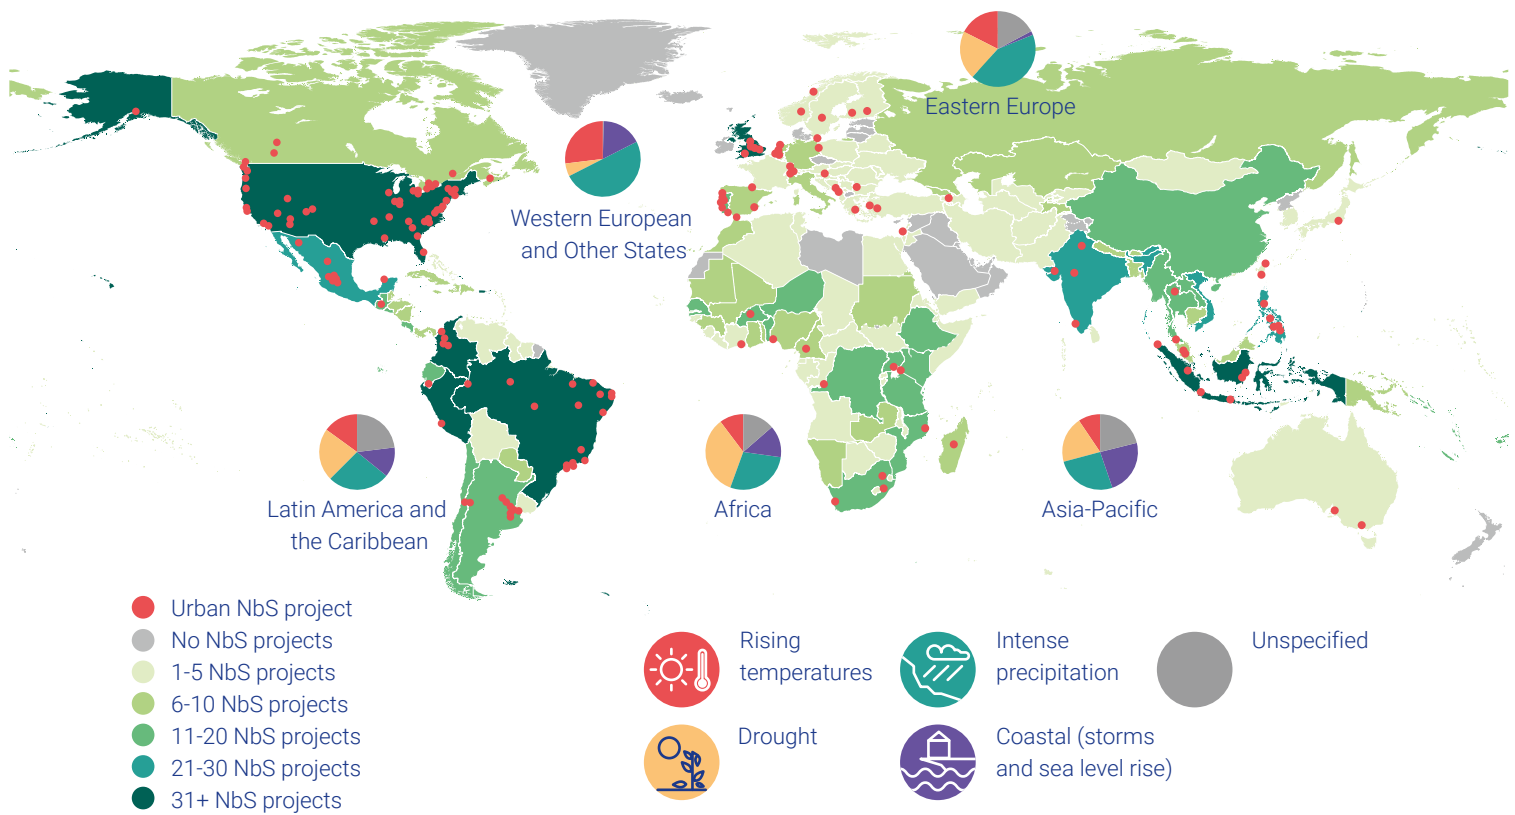 Eastern Europe
Western European
and Other States
Latin America and
the Caribbean
Africa
Asia-Pacific
Urban NbS project
No NbS projects
1-5 NbS projects
6-10 NbS projects
11-20 NbS projects
21-30 NbS projects
31+ NbS projects
Rising
temperatures
Drought
Intense
precipitation
Coastal (storms
and sea level rise)
Unspecified